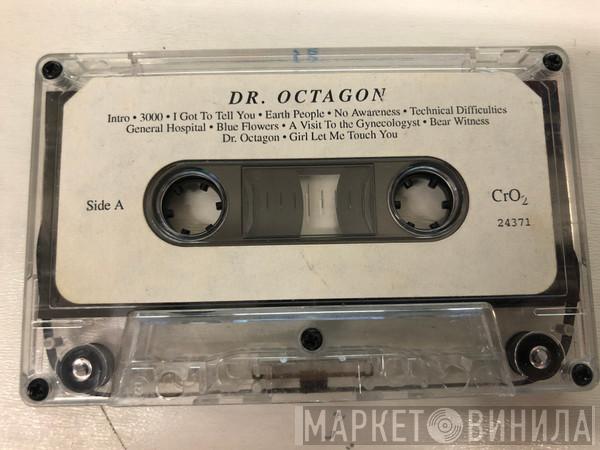 DR. OCTAGON
Intro • 3000 • I Got To Tell You • Earth People • No Awareness • Technical Difficulties
General Hospital • Blue Flowers • A Visit To the Gynecologyst • Bear Witness
Dr. Octagon • Girl Let Me Touch You
Side A
CrO₂
24371
МАРКЕТ ВИНИЛА